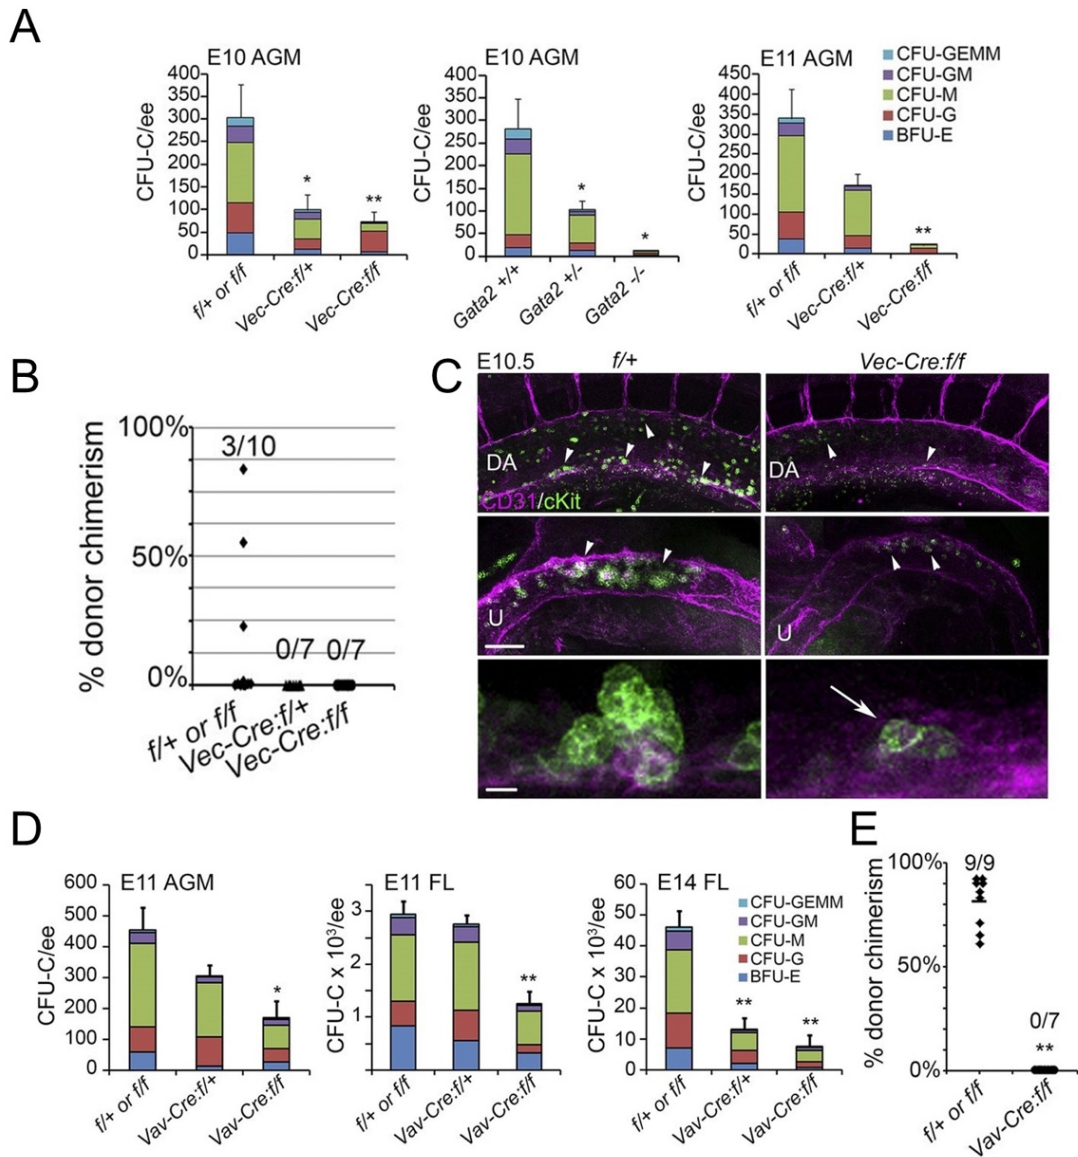 A
E10 AGM
CFU-C/ee
400
350
300
250
200
150
100
50
0
*
**
f/+ or f/f
Vec-Cre:f/+
Vec-Cre:f/f
E10 AGM
CFU-C/ee
400
350
300
250
200
150
100
50
0
*
*
Gata2 +/+
Gata2 +/-
Gata2 -/-
E11 AGM
CFU-C/ee
450
400
350
300
250
200
150
100
50
0
**
f/+ or f/f
Vec-Cre:f/+
Vec-Cre:f/f
CFU-GEMM
CFU-GM
CFU-M
CFU-G
BFU-E
B
% donor chimerism
100%
50%
0%
3/10
0/7
0/7
f/+ or f/f
Vec-Cre:f/+
Vec-Cre:f/f
C
E10.5
f/+
Vec-Cre:f/f
DA
CD31/cKit
DA
U
U
D
E11 AGM
CFU-C/ee
600
500
400
300
200
100
0
*
f/+ or f/f
Vav-Cre:f/+
Vav-Cre:f/f
E11 FL
CFU-C x 10³/ee
3
2
1
1
**
f/+ or f/f
Vav-Cre:f/+
Vav-Cre:f/f
E14 FL
CFU-C x 10³/ee
60
50
40
30
20
10
0
**
**
f/+ or f/f
Vav-Cre:f/+
Vav-Cre:f/f
CFU-GEMM
CFU-GM
CFU-M
CFU-G
BFU-E
E
% donor chimerism
100%
50%
0%
9/9
0/7
**
f/+ or f/f
Vav-Cre:f/f